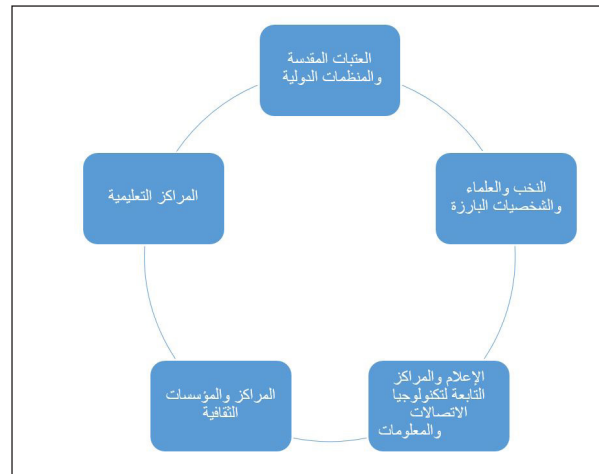 العتبات المقدسة
والمنظمات الدولية
النخب والعلماء
والشخصيات البارزة
الإعلام والمراكز
التابعة لتكنولوجيا
الاتصالات
والمعلومات
المراكز والمؤسسات
الثقافية
المراكز التعليمية